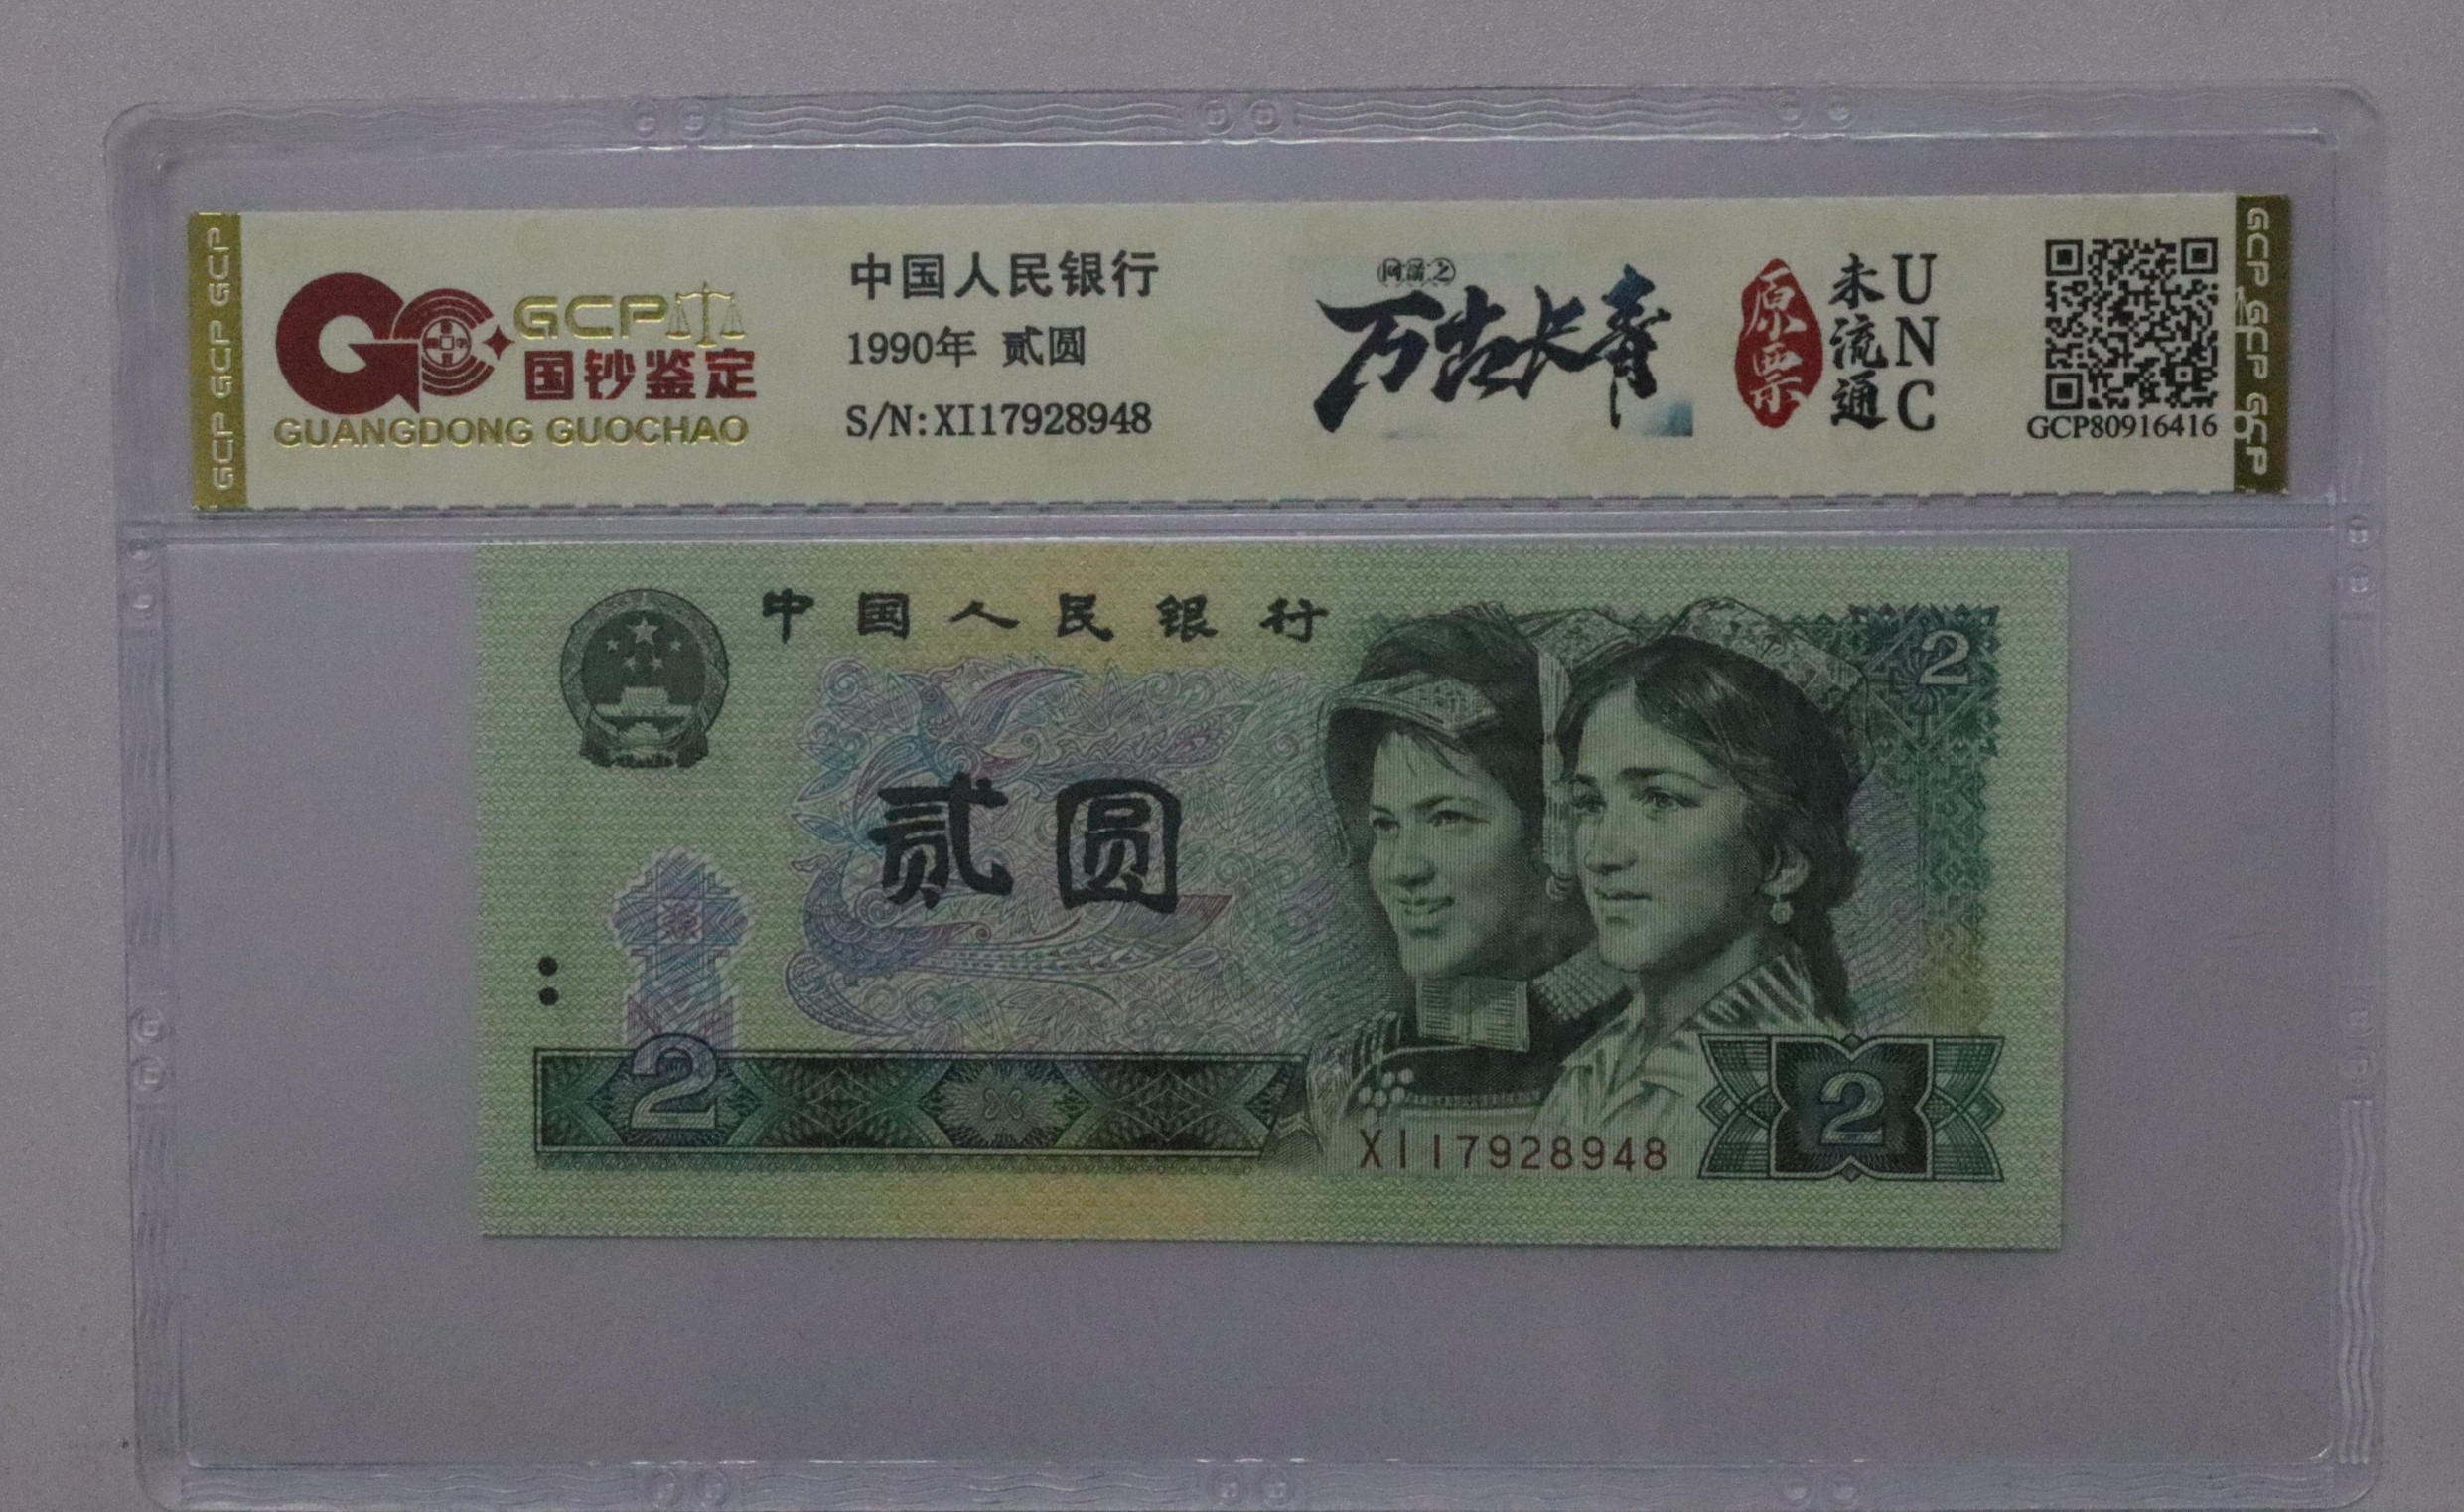 GCP GCP GCP
GCP
国钞鉴定
GUANGDONG GUOCHAO
中国人民银行
1990年 贰圆
S/N:XI17928948
万古长青
原票
未流通
UNC
GCP80916416
GCP GCP GCP
中国人民银行
2
贰圆
2
XI17928948
2